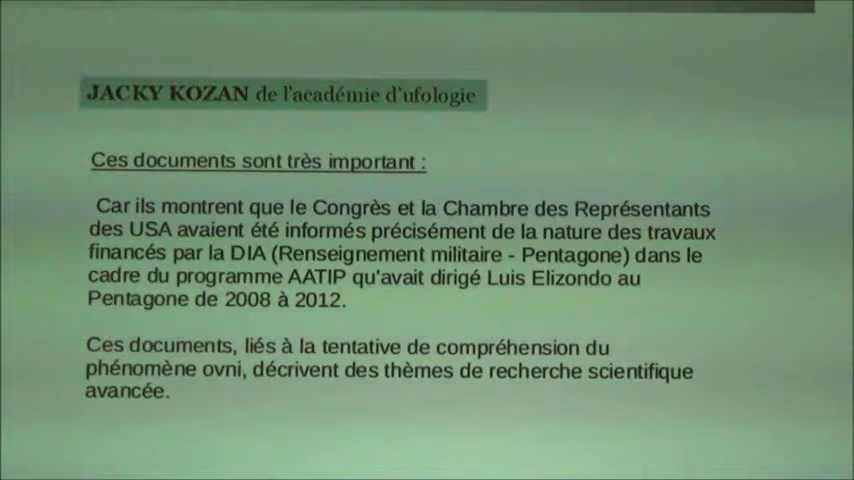 JACKY KOZAN de l'académie d'ufologie
Ces documents sont très important :
Car ils montrent que le Congrès et la Chambre des Représentants
des USA avaient été informés précisément de la nature des travaux
financés par la DIA (Renseignement militaire - Pentagone) dans le
cadre du programme AATIP qu'avait dirigé Luis Elizondo au
Pentagone de 2008 à 2012.
Ces documents, liés à la tentative de compréhension du
phénomène ovni, décrivent des thèmes de recherche scientifique
avancée.